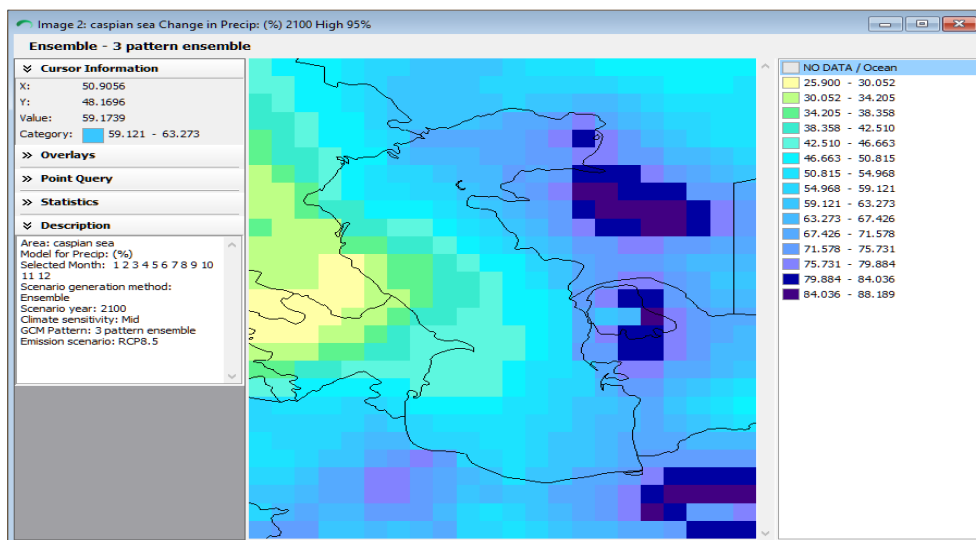 Image 2: caspian sea Change in Precip: (%) 2100 High 95%
Ensemble - 3 pattern ensemble
Cursor Information
X: 50.9056
Y: 48.1696
Value: 59.1739
Category: 59.121 - 63.273
Overlays
Point Query
Statistics
Description
Area: caspian sea
Model for Precip: (%)
Selected Month: 1 2 3 4 5 6 7 8 9 10
11 12
Scenario generation method:
Ensemble
Scenario year: 2100
Climate sensitivity: Mid
GCM Pattern: 3 pattern ensemble
Emission scenario: RCP8.5
NO DATA / Ocean
25.900 - 30.052
30.052 - 34.205
34.205 - 38.358
38.358 - 42.510
42.510 - 46.663
46.663 - 50.815
50.815 - 54.968
54.968 - 59.121
59.121 - 63.273
63.273 - 67.426
67.426 - 71.578
71.578 - 75.731
75.731 - 79.884
79.884 - 84.036
84.036 - 88.189